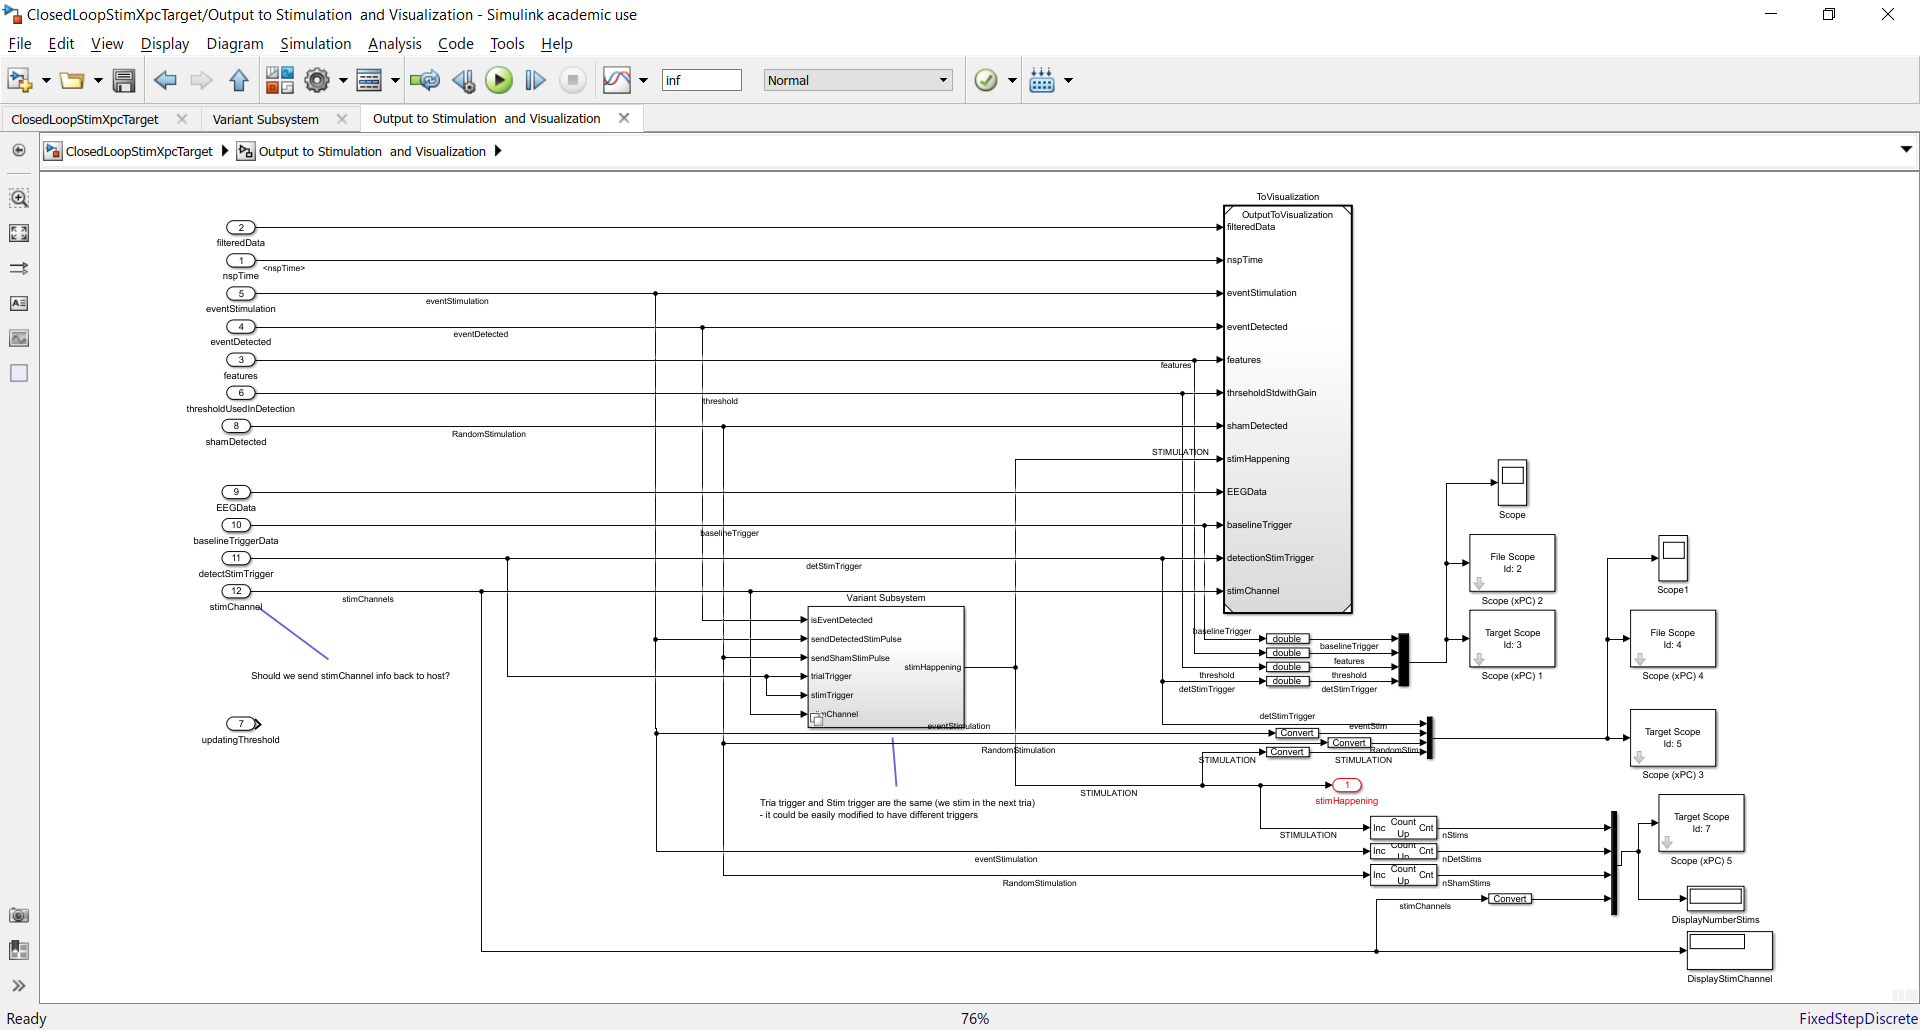 ClosedLoopStimXpcTarget/Output to Stimulation  and Visualization - Simulink academic use
File Edit View Display Diagram Simulation Analysis Code Tools Help
inf
Normal
ClosedLoopStimXpcTarget
Variant Subsystem
Output to Stimulation  and Visualization
ClosedLoopStimXpcTarget
Output to Stimulation  and Visualization
ToVisualization
OutputToVisualization
2
filteredData
filteredData
1
<nspTime>
nspTime
nspTime
5
eventStimulation
eventStimulation
eventStimulation
4
eventDetected
eventDetected
eventDetected
3
features
features
features
6
thresholdUsedInDetection
threshold
thrseholdStdwithGain
8
shamDetected
RandomStimulation
shamDetected
STIMULATION
stimHappening
9
EEGData
EEGData
10
baselineTriggerData
baselineTrigger
baselineTrigger
11
detectStimTrigger
detStimTrigger
detectionStimTrigger
12
stimChannel
stimChannels
stimChannel
Should we send stimChannel info back to host?
7
updatingThreshold
Variant Subsystem
isEventDetected
sendDetectedStimPulse
sendShamStimPulse
trialTrigger
stimTrigger
stimHappening
Tria trigger and Stim trigger are the same (we stim in the next tria)
- it could be easily modified to have different triggers
baselineTrigger
double
baselineTrigger
double
features
double
threshold
threshold
double
detStimTrigger
detStimTrigger
detStimTrigger
eventStimulation
Convert
eventStim
RandomStimulation
Convert
RandomStim
STIMULATION
Convert
STIMULATION
STIMULATION
1
stimHappening
STIMULATION
Inc Count Up Cnt
nStims
eventStimulation
Inc Count Up Cnt
nDetStims
RandomStimulation
Inc Count Up Cnt
nShamStims
stimChannels
Convert
Scope
File Scope
Id: 2
Scope (xPC) 2
Target Scope
Id: 3
Scope (xPC) 1
Scope1
File Scope
Id: 4
Scope (xPC) 4
Target Scope
Id: 5
Scope (xPC) 3
Target Scope
Id: 7
Scope (xPC) 5
DisplayNumberStims
DisplayStimChannel
Ready
76%
FixedStepDiscrete